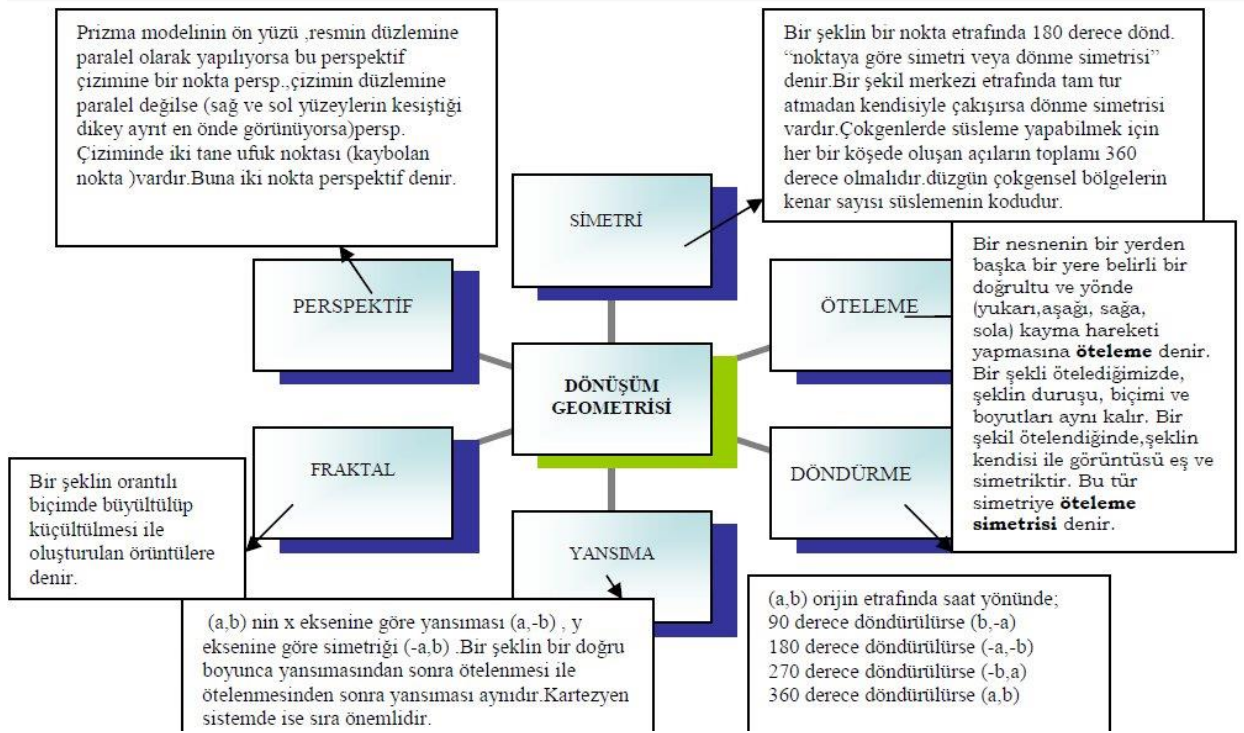 Prizma modelinin ön yüzü ,resmin düzlemine
paralel olarak yapılıyorsa bu perspektif
çizimine bir nokta persp.,çizimin düzlemine
paralel değilse (sağ ve sol yüzeylerin kesiştiği
dikey ayrıt en önde görünüyorsa)persp.
Çiziminde iki tane ufuk noktası (kaybolan
nokta )vardır.Buna iki nokta perspektif denir.
Bir şeklin bir nokta etrafında 180 derece dönd.
“noktaya göre simetri veya dönme simetrisi”
denir.Bir şekil merkezi etrafında tam tur
atmadan kendisiyle çakışırsa dönme simetrisi
vardır.Çokgenlerde süsleme yapabilmek için
her bir köşede oluşan açıların toplamı 360
derece olmalıdır.düzgün çokgensel bölgelerin
kenar sayısı süslemenin kodudur.
SİMETRİ
PERSPEKTİF
ÖTELEME
Bir nesnenin bir yerden
başka bir yere belirli bir
doğrultu ve yönde
(yukarı,aşağı, sağa,
sola) kayma hareketi
yapmasına öteleme denir.
Bir şekli ötelediğimizde,
şeklin duruşu, biçimi ve
boyutları aynı kalır. Bir
şekil ötelendiğinde,şeklin
kendisi ile görüntüsü eş ve
simetriktir. Bu tür
simetriye öteleme
simetrisi denir.
DÖNÜŞÜM
GEOMETRİSİ
FRAKTAL
DÖNDÜRME
Bir şeklin orantılı
biçimde büyültülüp
küçültülmesi ile
oluşturulan örüntülere
denir.
YANSIMA
(a,b) nin x eksenine göre yansıması (a,-b) , y
eksenine göre simetriği (-a,b) .Bir şeklin bir doğru
boyunca yansımasından sonra ötelenmesi ile
ötelenmesinden sonra yansıması aynıdır.Kartezyen
sistemde ise sıra önemlidir.
(a,b) orijin etrafında saat yönünde;
90 derece döndürülürse (b,-a)
180 derece döndürülürse (-a,-b)
270 derece döndürülürse (-b,a)
360 derece döndürülürse (a,b)